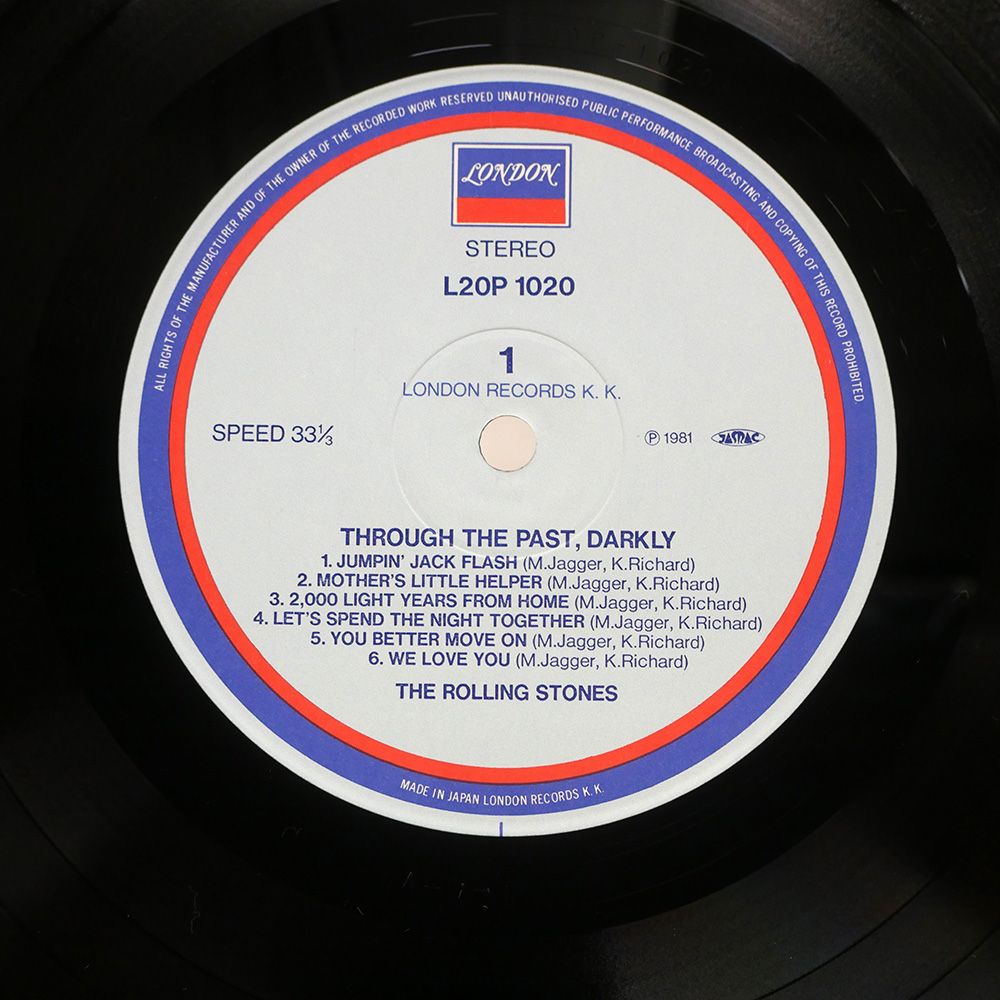 ALL RIGHTS OF THE MANUFACTURER AND OF THE OWNER OF THE RECORDED WORK RESERVED UNAUTHORISED PUBLIC PERFORMANCE BROADCASTING AND COPYING OF THIS RECORD PROHIBITED.
LONDON
STEREO
L20P 1020
1
LONDON RECORDS K. K.
SPEED 33⅓
Ⓟ 1981 JASRAC
THROUGH THE PAST, DARKLY
1. JUMPIN' JACK FLASH (M.Jagger, K.Richard)
2. MOTHER'S LITTLE HELPER (M.Jagger, K.Richard)
3. 2,000 LIGHT YEARS FROM HOME (M.Jagger, K.Richard)
4. LET'S SPEND THE NIGHT TOGETHER (M.Jagger, K.Richard)
5. YOU BETTER MOVE ON (M.Jagger, K.Richard)
6. WE LOVE YOU (M.Jagger, K.Richard)
THE ROLLING STONES
MADE IN JAPAN LONDON RECORDS K. K.